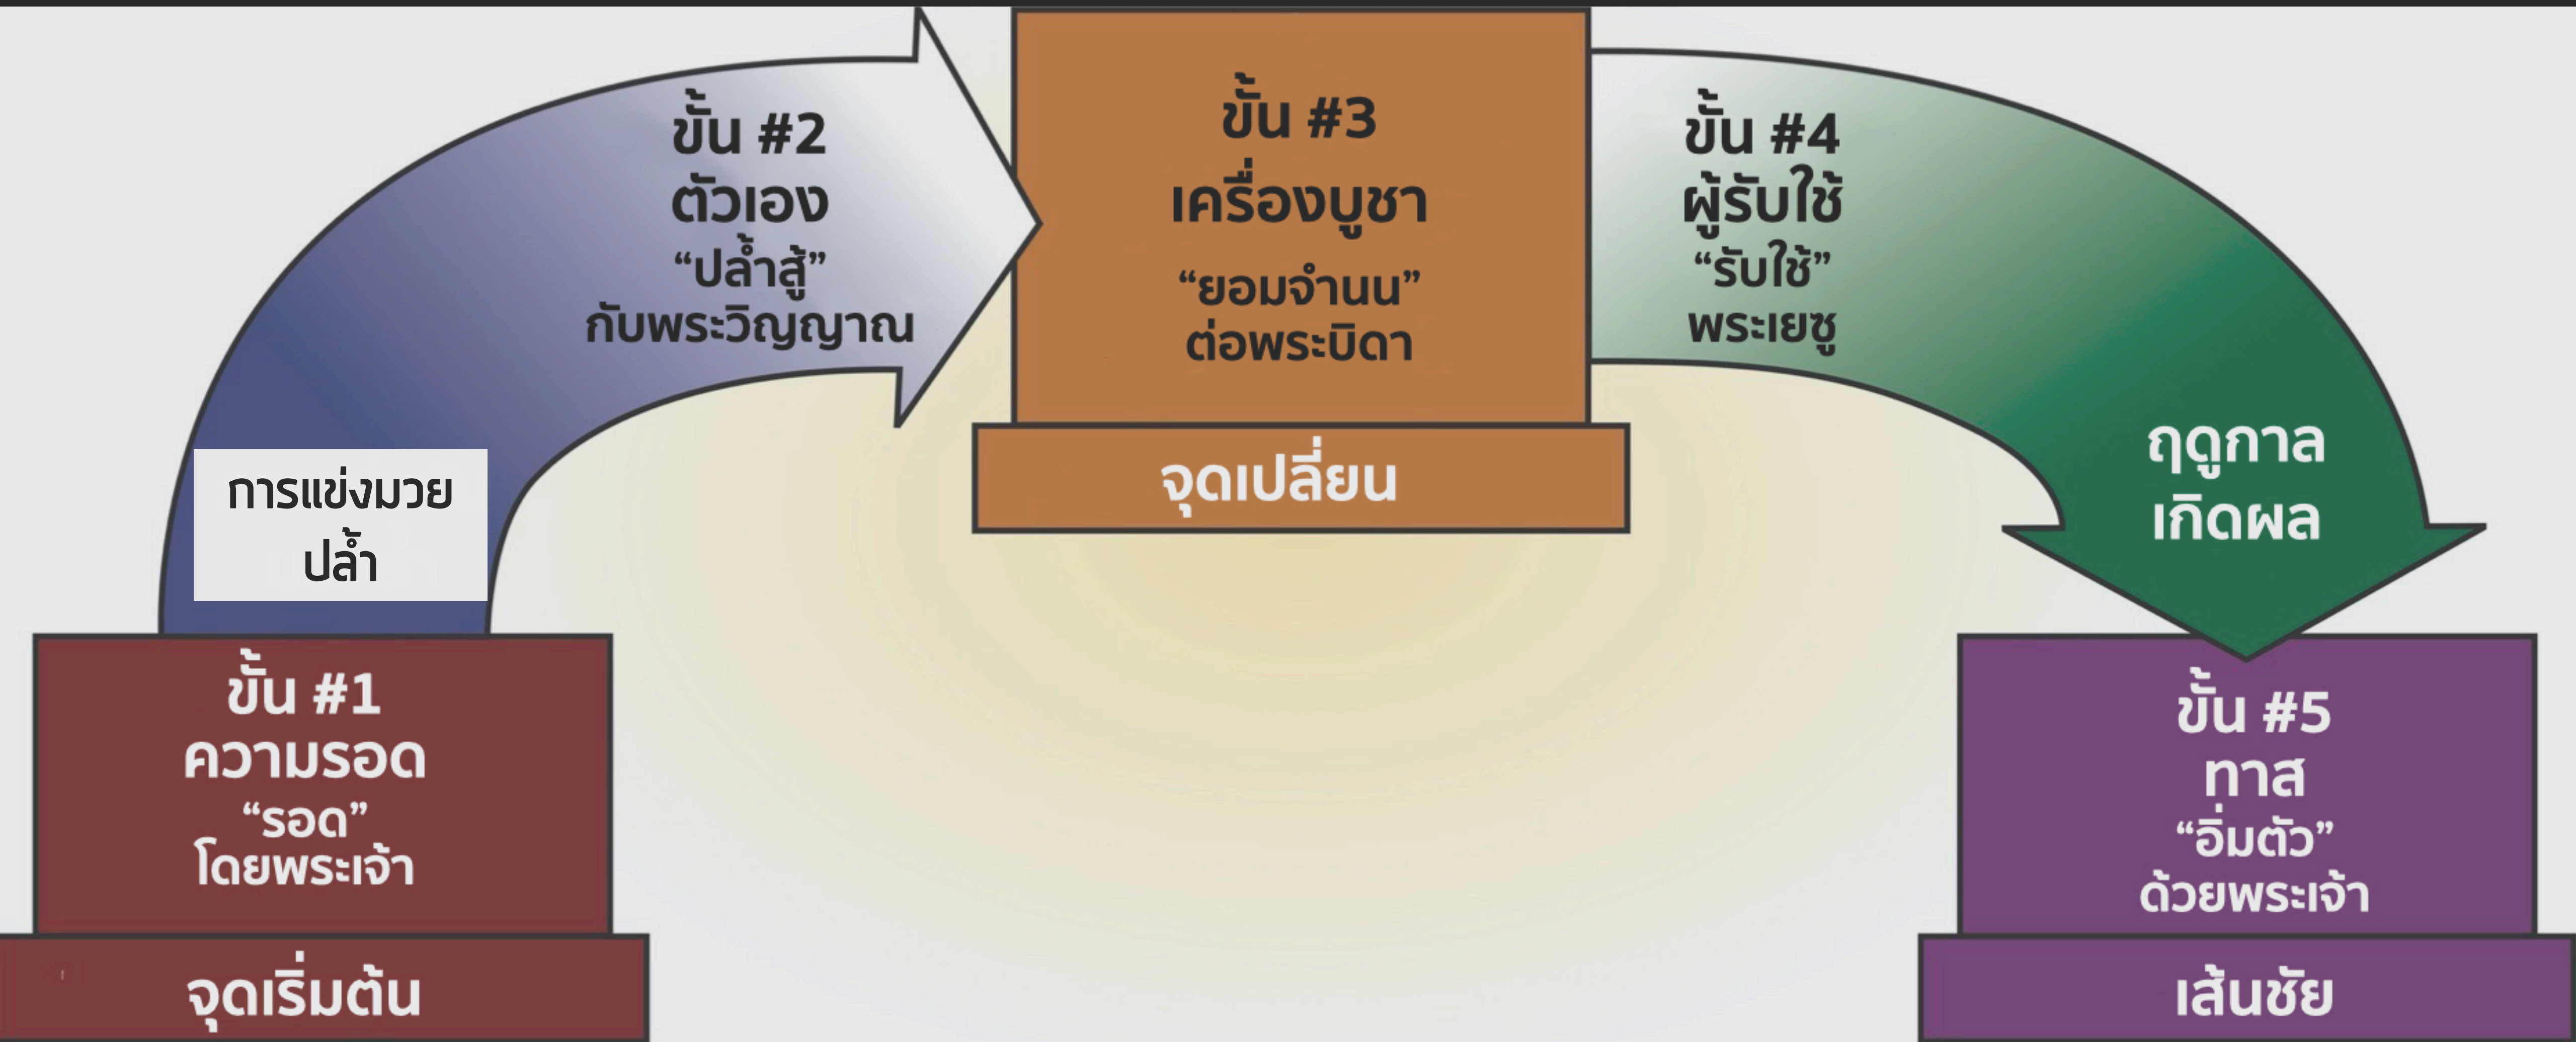 ขั้น #1
ความรอด
“รอด”
โดยพระเจ้า
จุดเริ่มต้น
การแข่งมวย
ปล้ำ
ขั้น #2
ตัวเอง
“ปล้ำสู้”
กับพระวิญญาณ
ขั้น #3
เครื่องบูชา
“ยอมจำนน”
ต่อพระบิดา
จุดเปลี่ยน
ขั้น #4
ผู้รับใช้
“รับใช้”
พระเยซู
ฤดูกาล
เกิดผล
ขั้น #5
ทาส
“อิ่มตัว”
ด้วยพระเจ้า
เส้นชัย